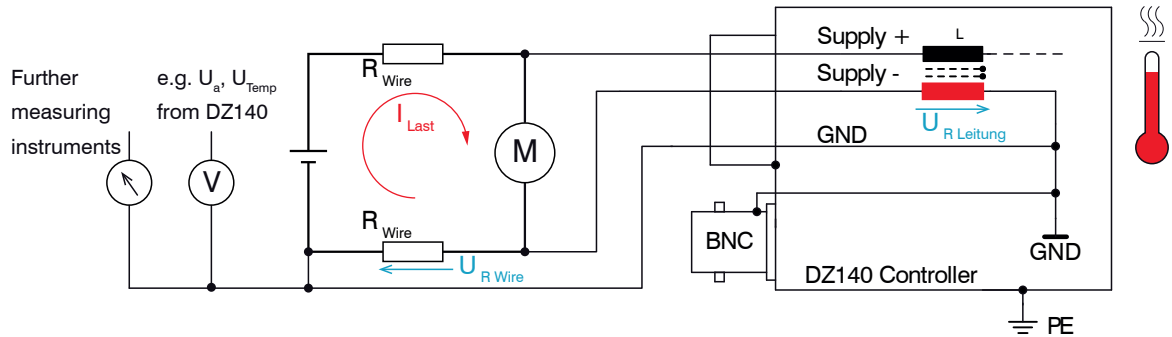 Further
measuring
instruments
e.g. Ua, UTemp
from DZ140
V
R Wire
I Last
M
R Wire
U R Wire
Supply +
L
Supply -
U R Leitung
GND
BNC
GND
DZ140 Controller
PE